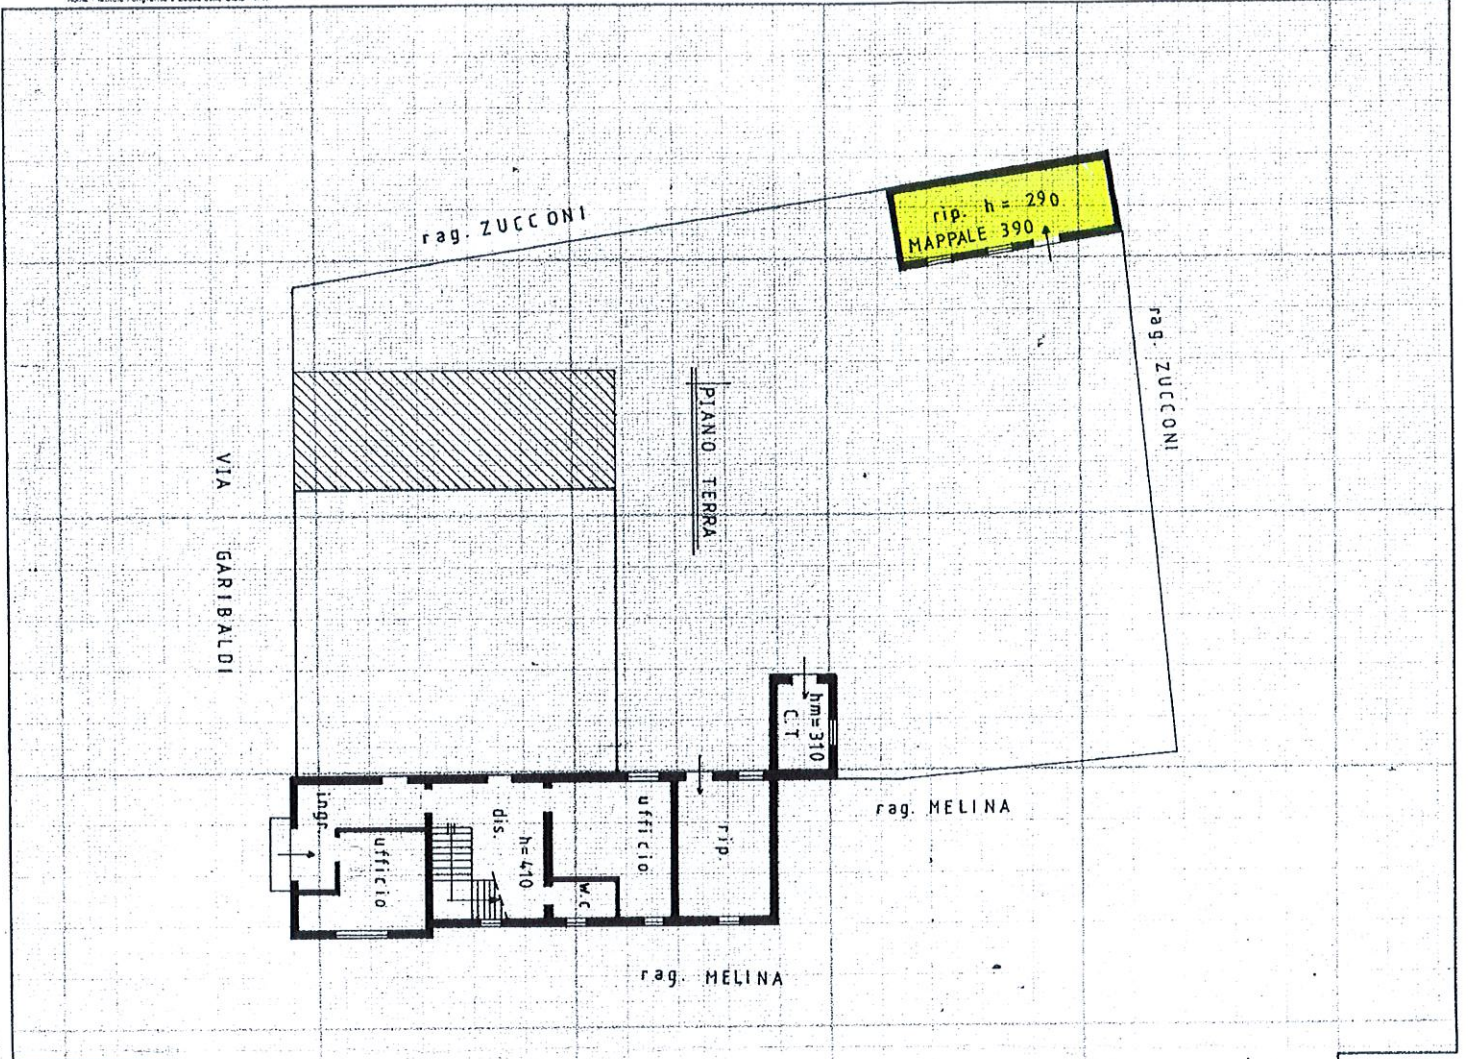 rag. ZUCCONI
rip. h = 290
MAPPALE 390
rag. ZUCCONI
PIANO TERRA
VIA GARIBALDI
hm=310
C T
rag. MELINA
ingr.
ufficio
dis.
h=410
W.C
ufficio
rip.
rag. MELINA